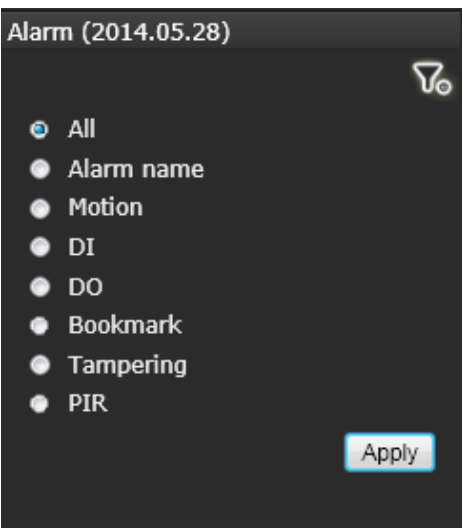 Alarm (2014.05.28)
All
Alarm name
Motion
DI
DO
Bookmark
Tampering
PIR
Apply